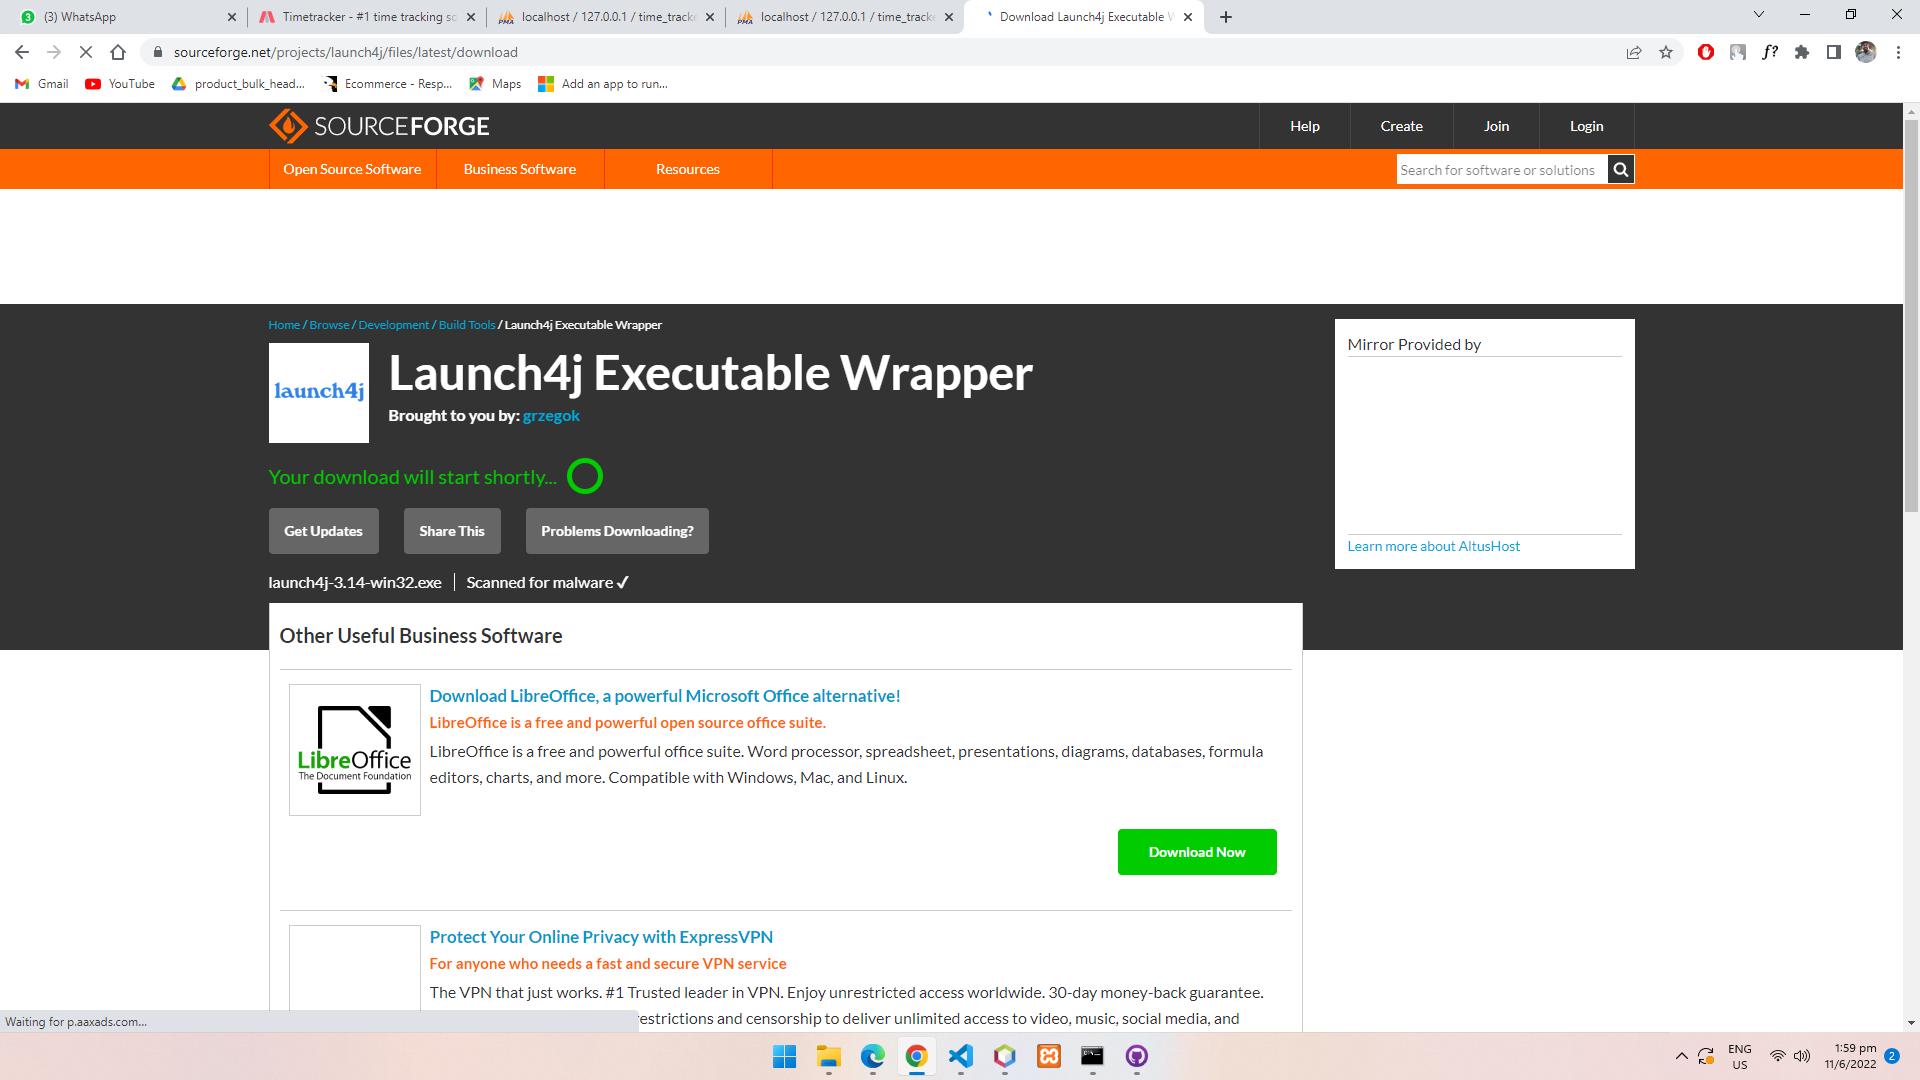 (3) WhatsApp
Timetracker - #1 time tracking so
localhost / 127.0.0.1 / time_tracke
localhost / 127.0.0.1 / time_tracke
Download Launch4j Executable W
sourceforge.net/projects/launch4j/files/latest/download
f?
Gmail
YouTube
product_bulk_head...
Ecommerce - Resp...
Maps
Add an app to run...
SOURCEFORGE
Help
Create
Join
Login
Open Source Software
Business Software
Resources
Search for software or solutions
Home / Browse / Development / Build Tools / Launch4j Executable Wrapper
launch4j
Launch4j Executable Wrapper
Brought to you by: grzegok
Your download will start shortly...
Get Updates
Share This
Problems Downloading?
launch4j-3.14-win32.exe
Scanned for malware ✓
Mirror Provided by
Learn more about AltusHost
Other Useful Business Software
LibreOffice
The Document Foundation
Download LibreOffice, a powerful Microsoft Office alternative!
LibreOffice is a free and powerful open source office suite.
LibreOffice is a free and powerful office suite. Word processor, spreadsheet, presentations, diagrams, databases, formula
editors, charts, and more. Compatible with Windows, Mac, and Linux.
Download Now
Protect Your Online Privacy with ExpressVPN
For anyone who needs a fast and secure VPN service
The VPN that just works. #1 Trusted leader in VPN. Enjoy unrestricted access worldwide. 30-day money-back guarantee.
estrictions and censorship to deliver unlimited access to video, music, social media, and
Waiting for p.aaxads.com...
ENG
US
1:59 pm
11/6/2022
2